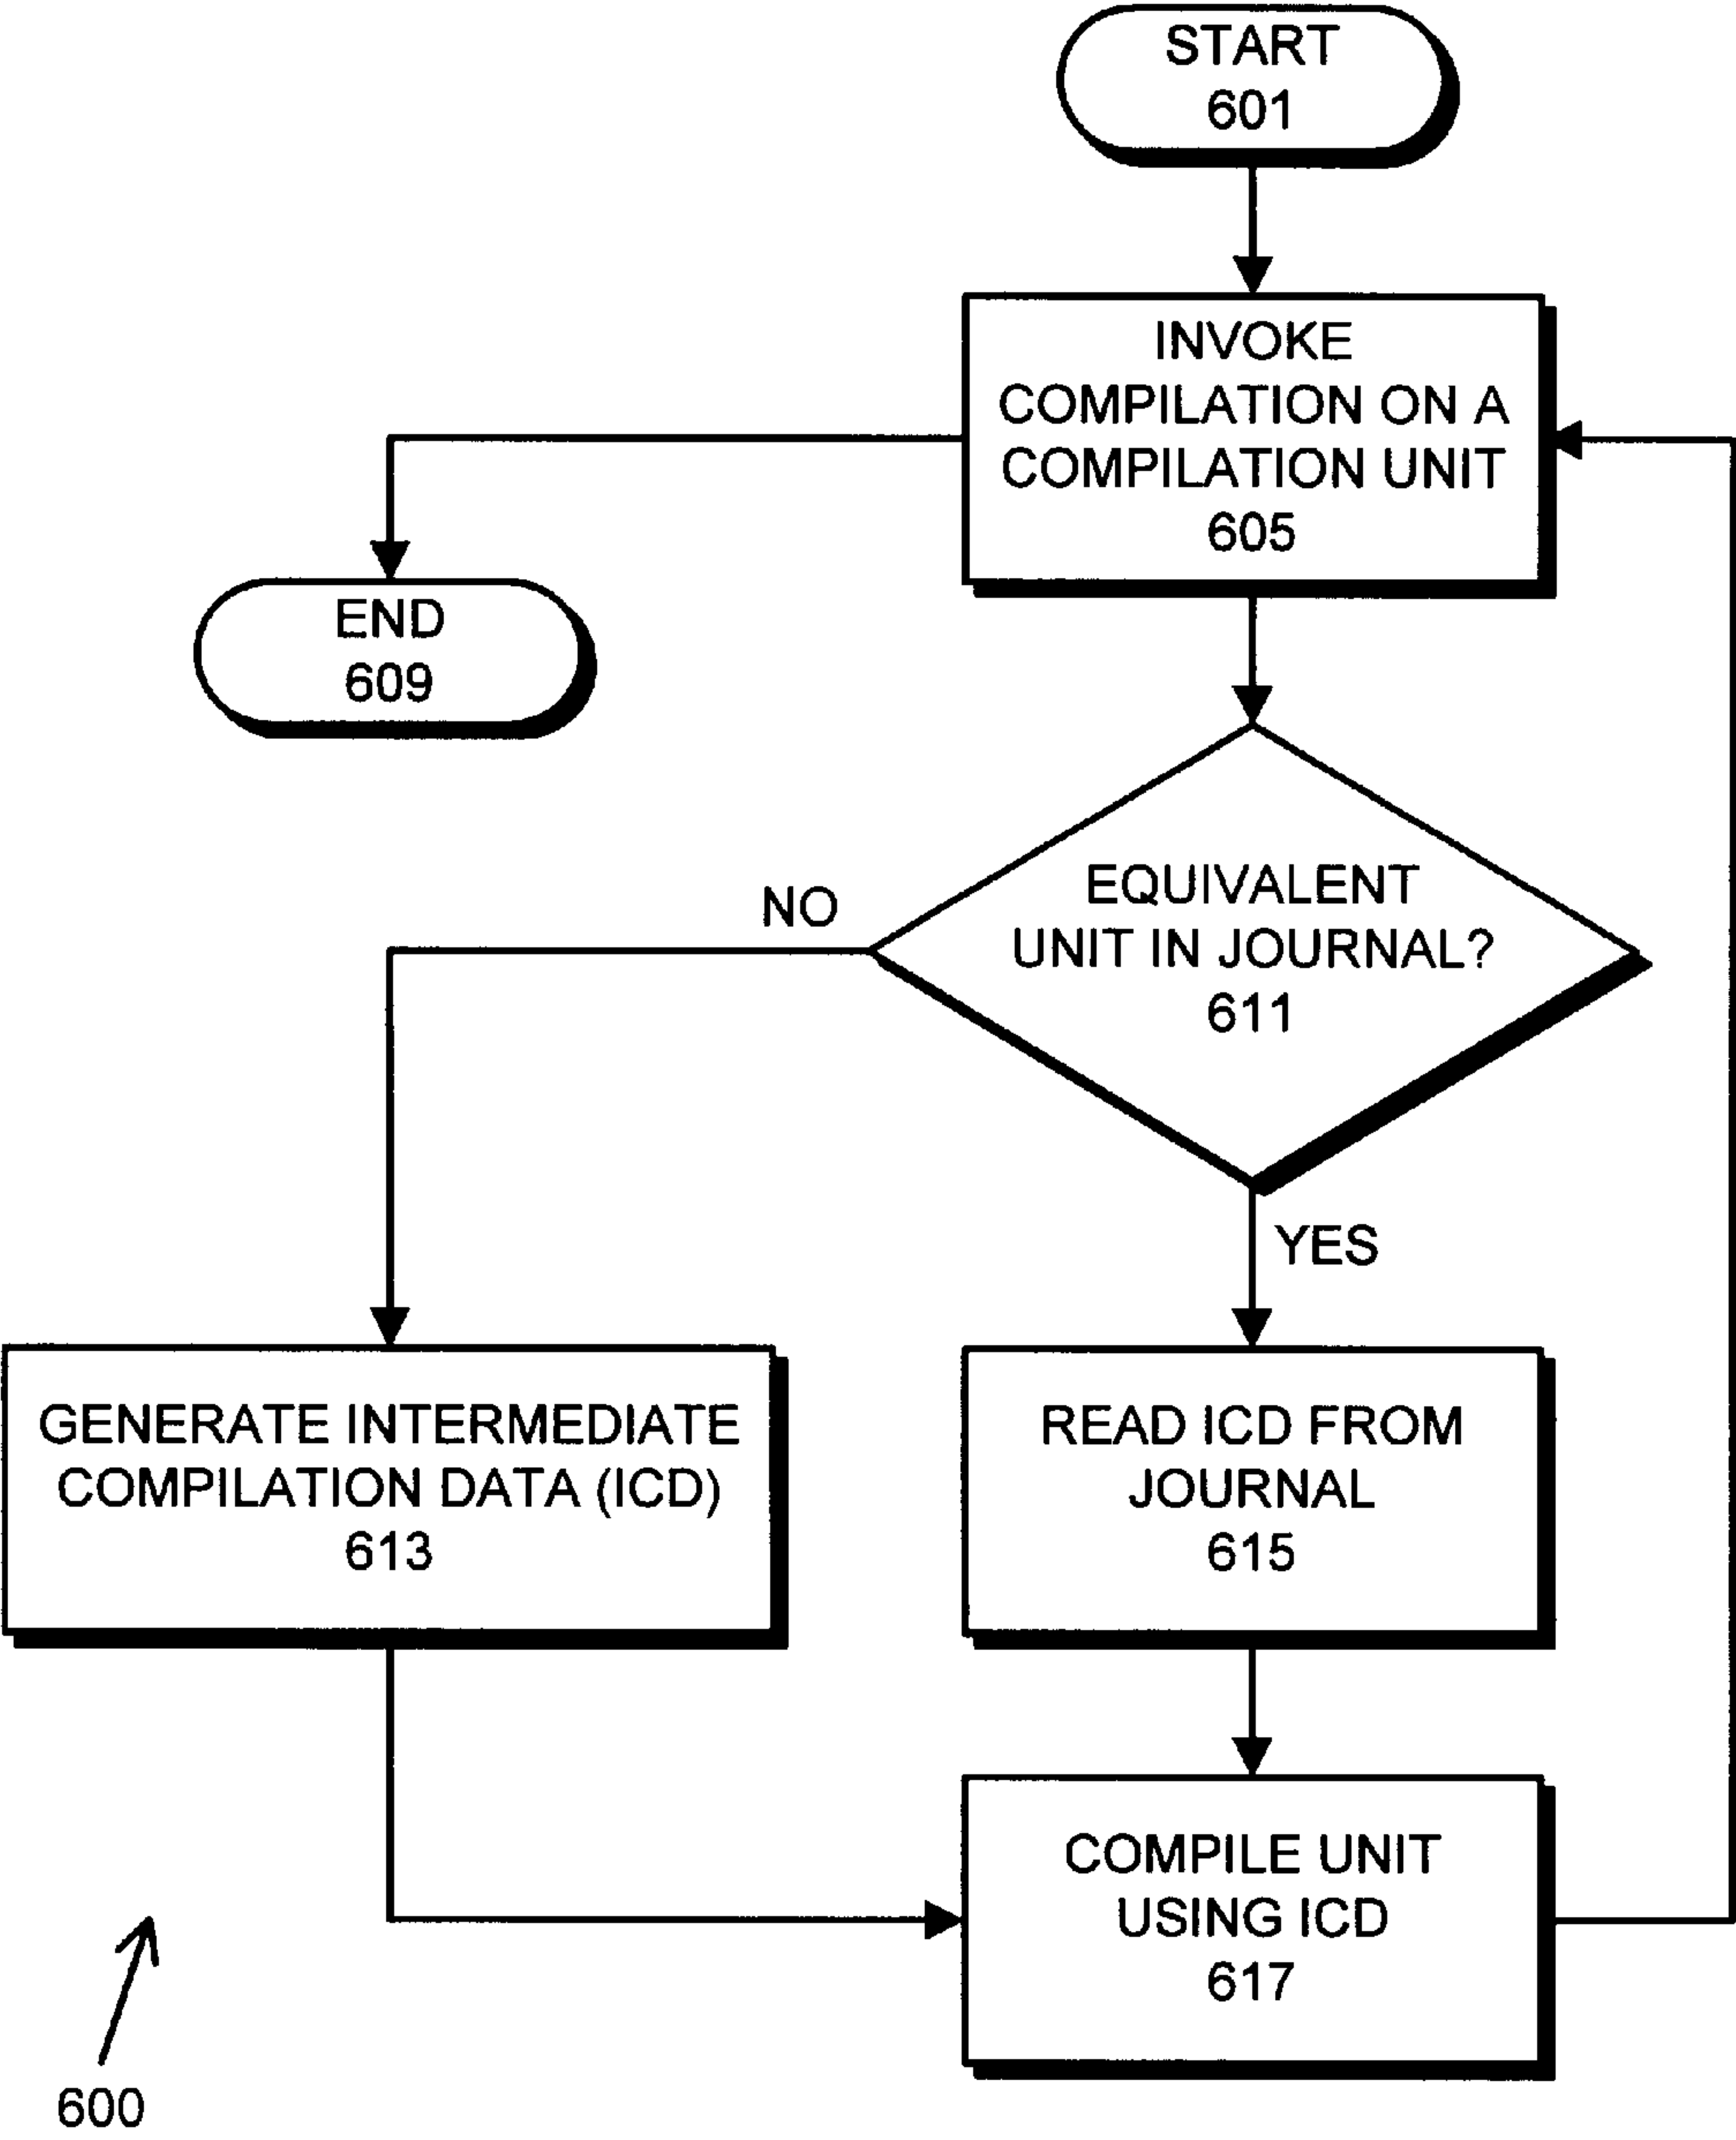 START
601
INVOKE
COMPILATION ON A
COMPILATION UNIT
605
END
609
EQUIVALENT
UNIT IN JOURNAL?
611
NO
YES
GENERATE INTERMEDIATE
COMPILATION DATA (ICD)
613
READ ICD FROM
JOURNAL
615
COMPILE UNIT
USING ICD
617
600